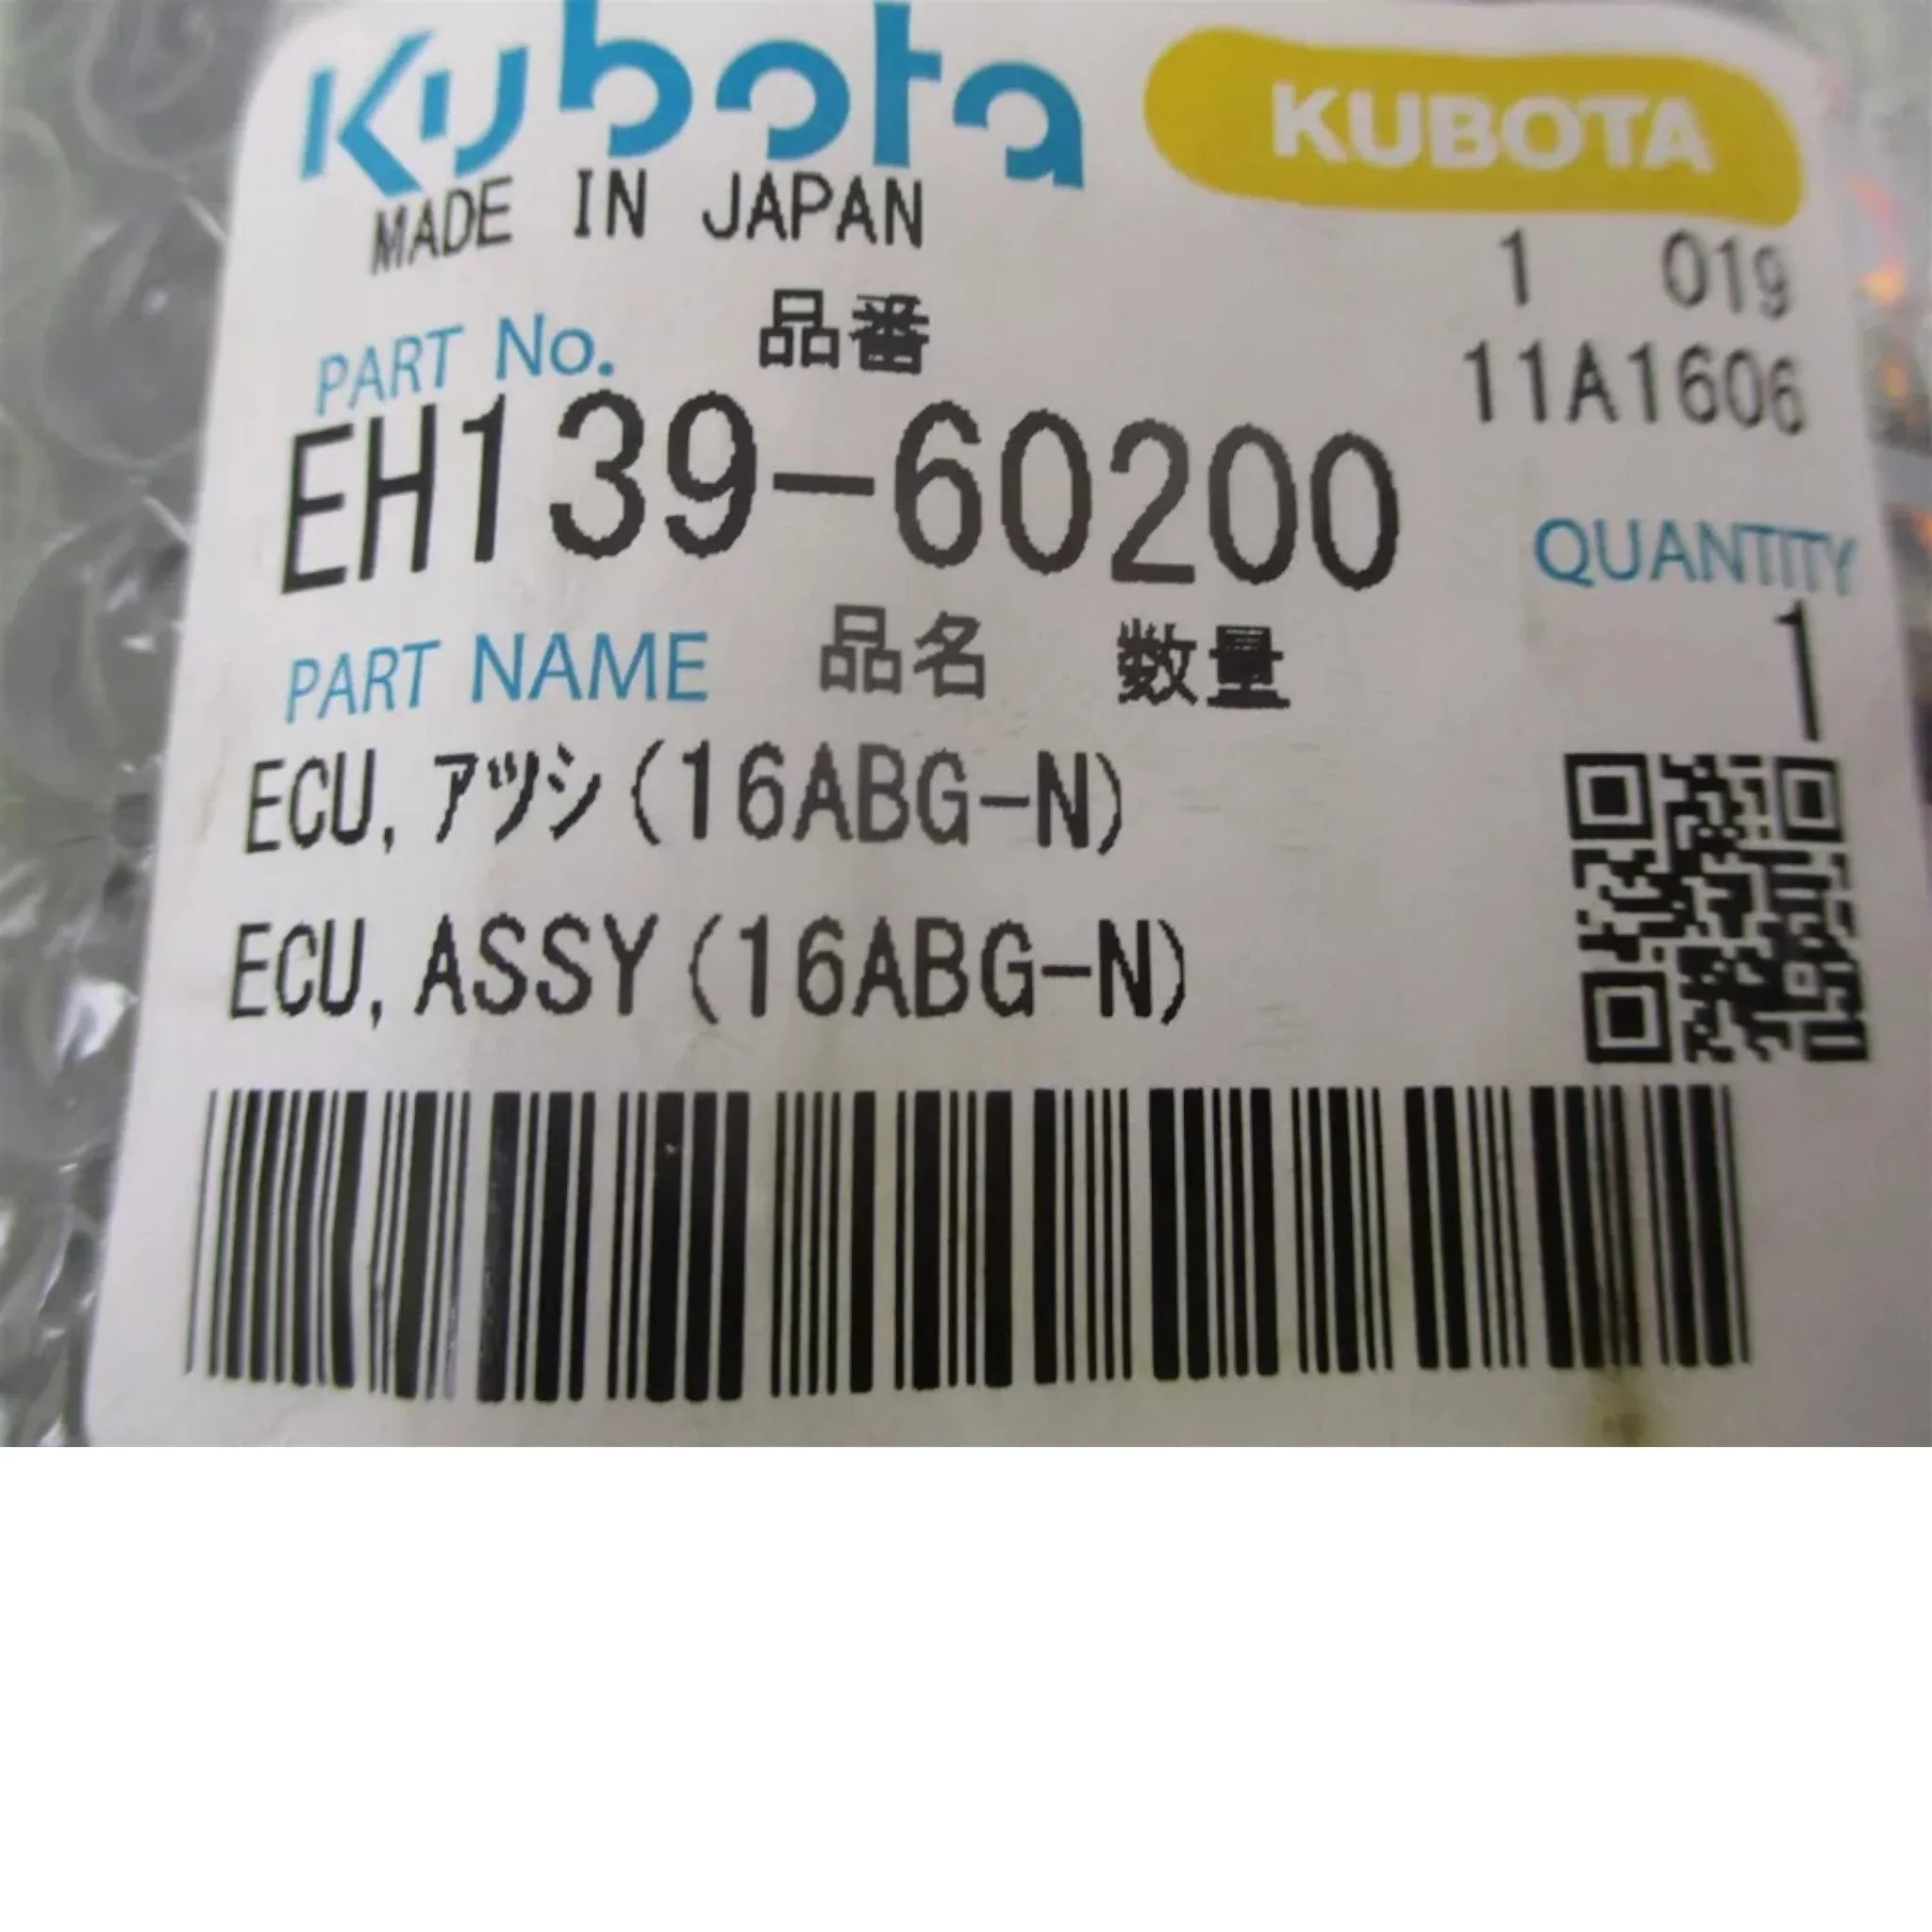 Kubota KUBOTA
MADE IN JAPAN
1 019
PART No. 品番
11A1606
EH139-60200
QUANTITY
PART NAME 品名 数量
1
ECU,アツシ(16ABG-N)
ECU,ASSY(16ABG-N)